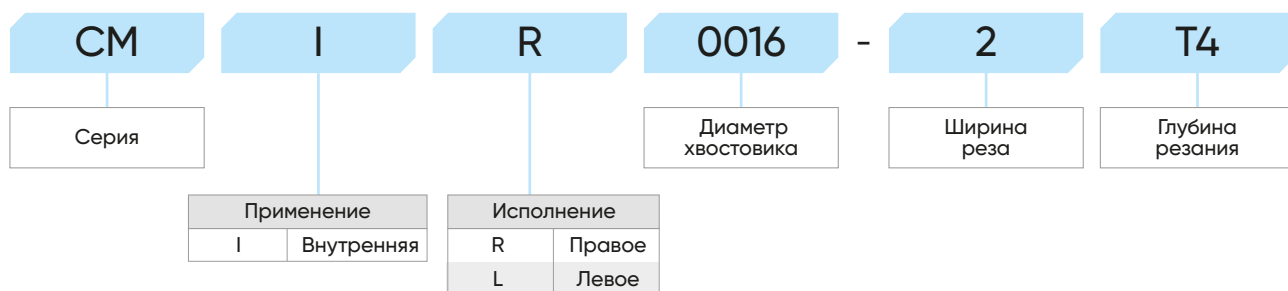 CM I R 0016 - 2 T4
Серия
Диаметр
хвостовика
Ширина
реза
Глубина
резания
Применение
I Внутренняя
Исполнение
R Правое
L Левое